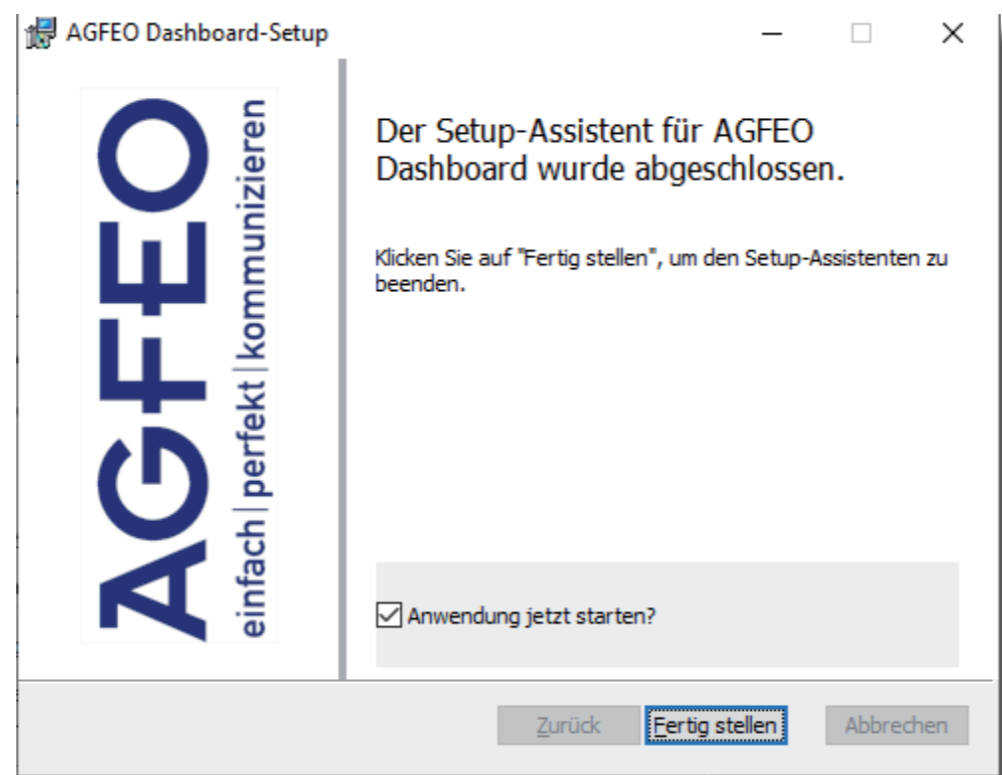 AGFEO Dashboard-Setup
AGFEO
einfach|perfekt|kommunizieren
Der Setup-Assistent für AGFEO
Dashboard wurde abgeschlossen.
Klicken Sie auf "Fertig stellen", um den Setup-Assistenten zu
beenden.
Anwendung jetzt starten?
Zurück
Fertig stellen
Abbrechen